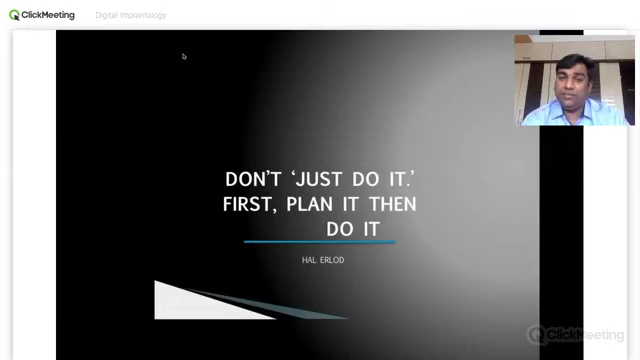 ClickMeeting
Digital Implantology
DON'T ‘JUST DO IT.’
FIRST, PLAN IT THEN
DO IT
HAL ERLOD
ClickMeeting